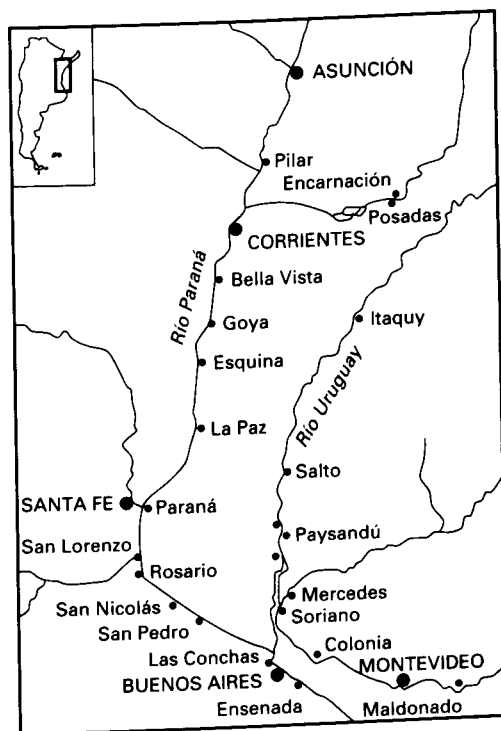 ASUNCIÓN
Pilar
Encarnación
Posadas
CORRIENTES
Río Paraná
Bella Vista
Goya
Itaquy
Esquina
Río Uruguay
La Paz
Salto
SANTA FE
Paraná
Paysandú
San Lorenzo
Rosario
Mercedes
San Nicolás
Soriano
San Pedro
Colonia
Las Conchas
MONTEVIDEO
BUENOS AIRES
Ensenada
Maldonado